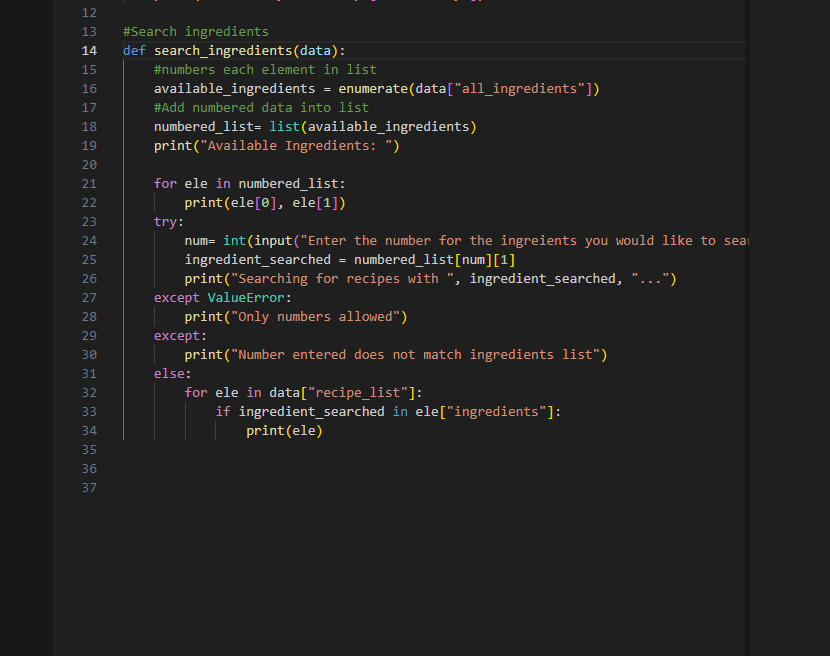 12
13 #Search ingredients
14 def search_ingredients(data):
15     #numbers each element in list
16     available_ingredients = enumerate(data["all_ingredients"])
17     #Add numbered data into list
18     numbered_list= list(available_ingredients)
19     print("Available Ingredients: ")
20
21     for ele in numbered_list:
22         print(ele[0], ele[1])
23     try:
24         num= int(input("Enter the number for the ingreients you would like to
25         ingredient_searched = numbered_list[num][1]
26         print("Searching for recipes with ", ingredient_searched, "...")
27     except ValueError:
28         print("Only numbers allowed")
29     except:
30         print("Number entered does not match ingredients list")
31     else:
32         for ele in data["recipe_list"]:
33             if ingredient_searched in ele["ingredients"]:
34                 print(ele)
35
36
37